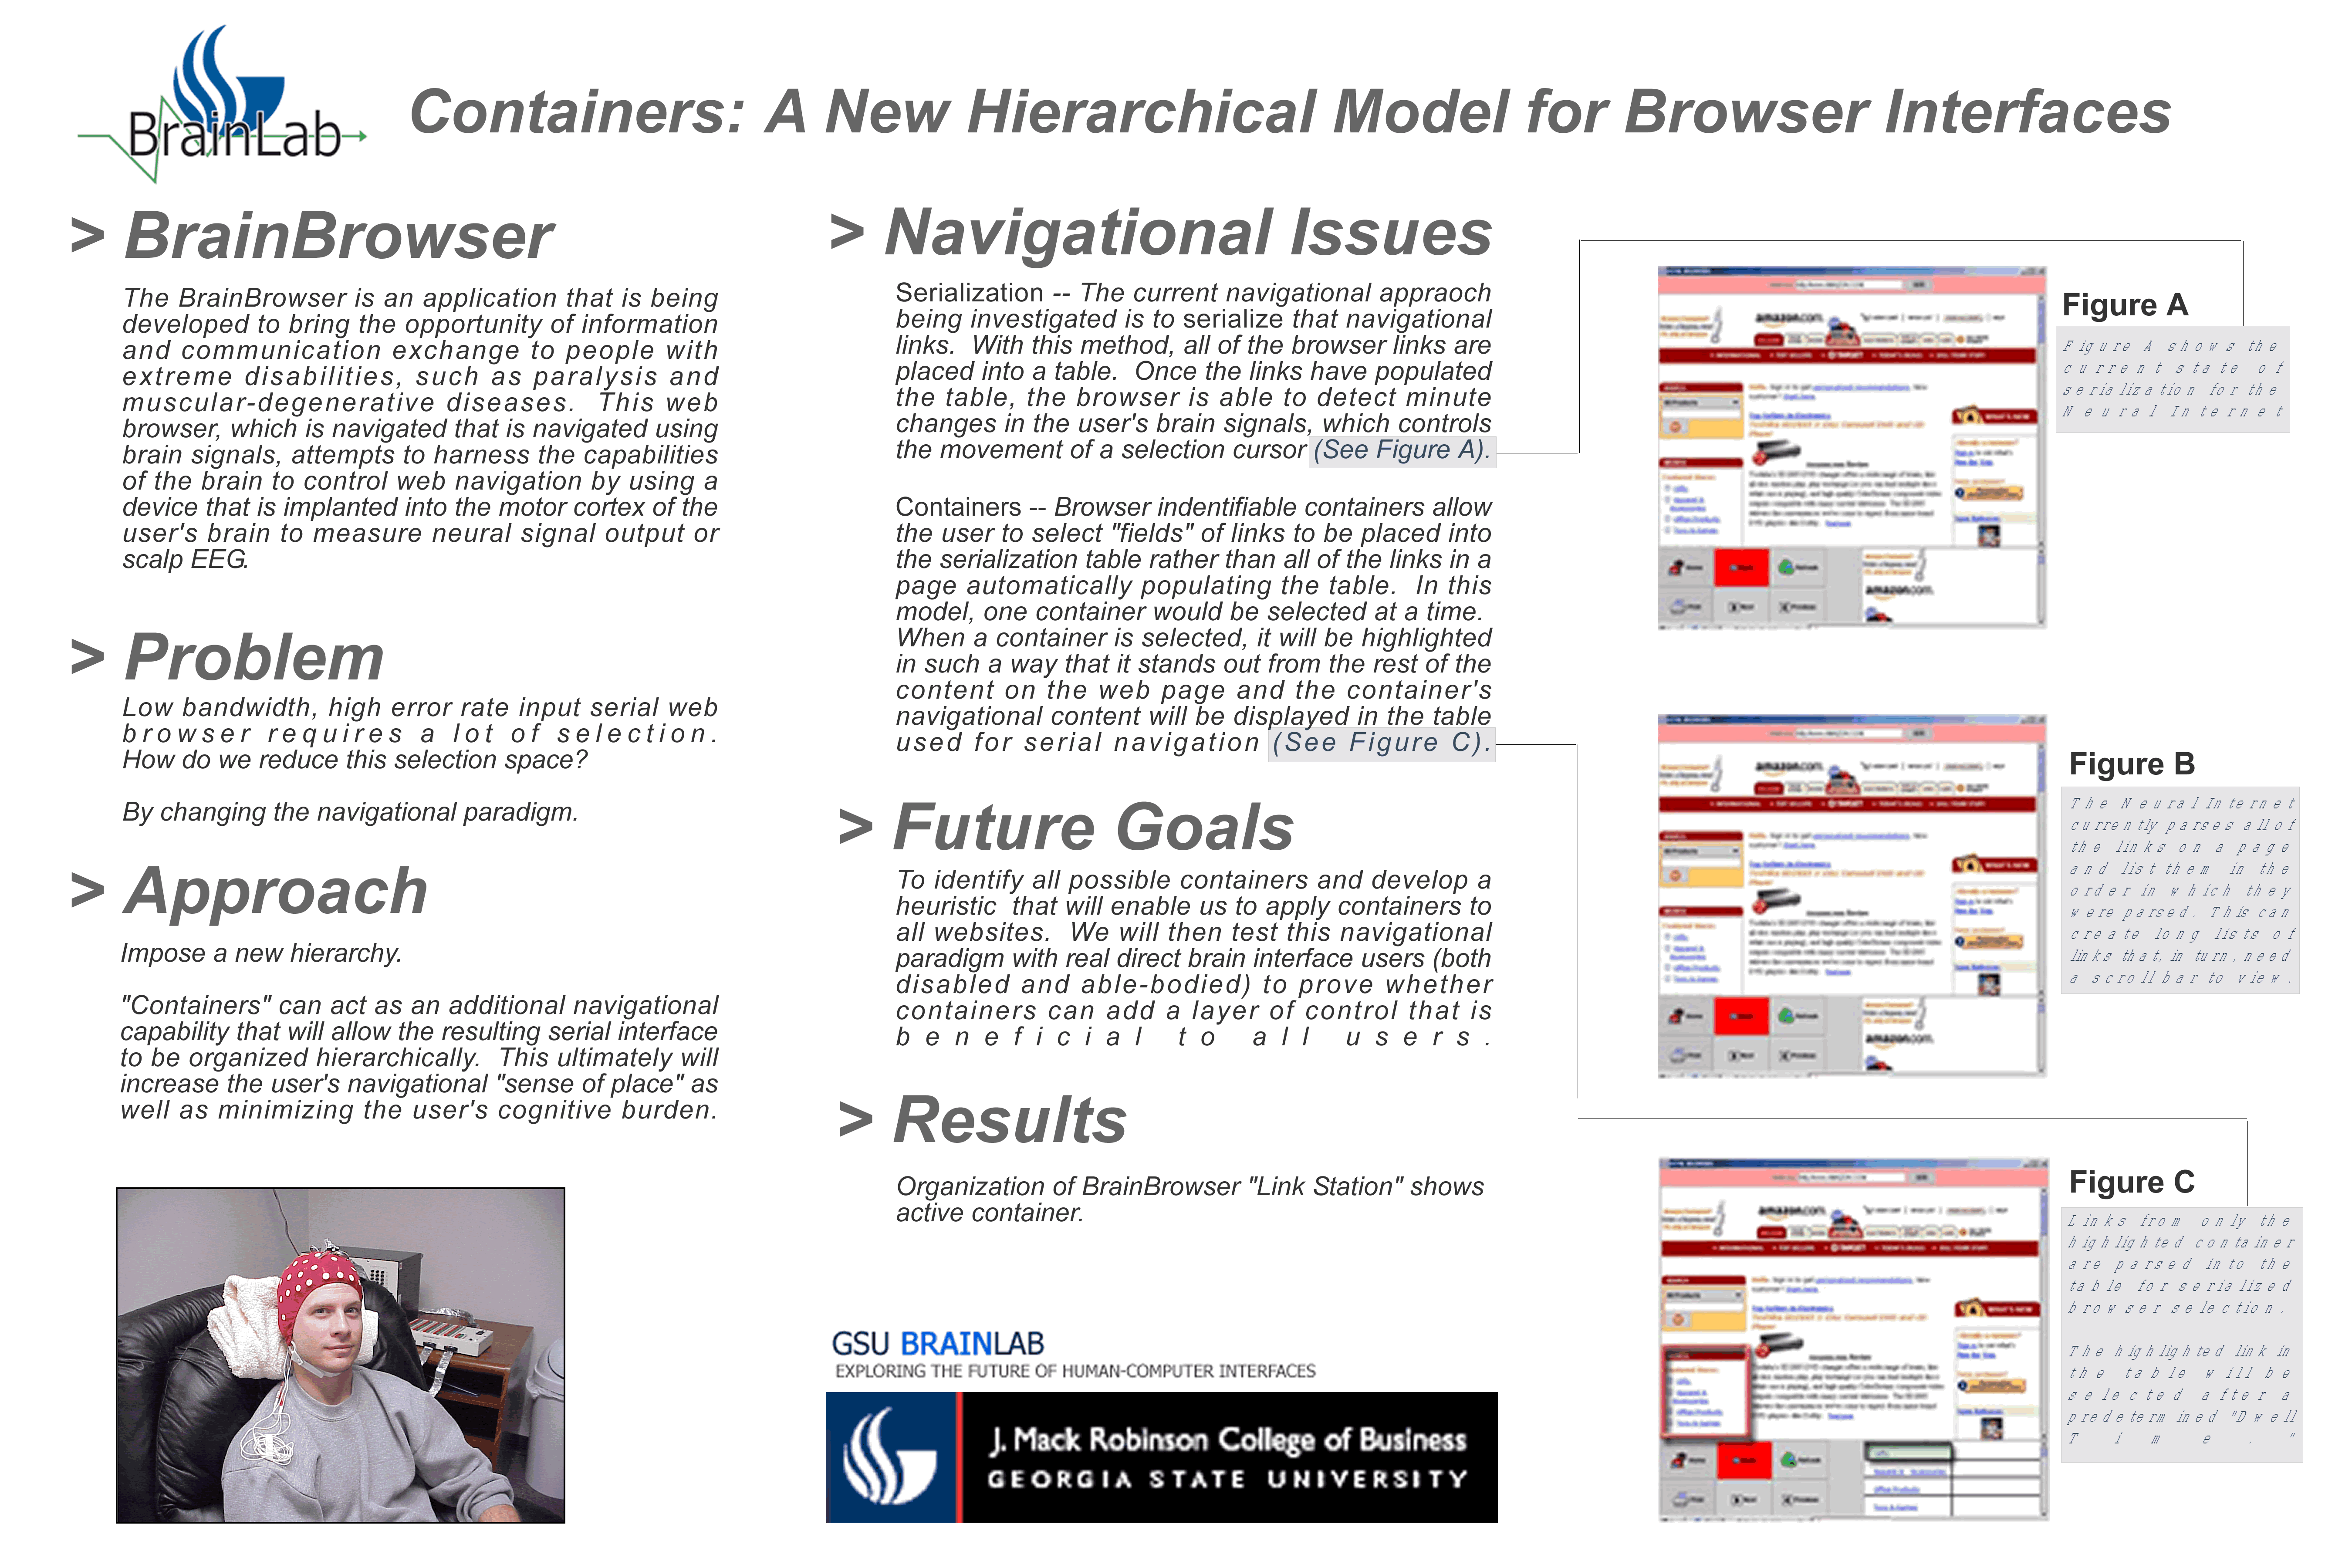 BrainLab
Containers: A New Hierarchical Model for Browser Interfaces
> BrainBrowser
The BrainBrowser is an application that is being
developed to bring the opportunity of information
and communication exchange to people with
extreme disabilities, such as paralysis and
muscular-degenerative diseases. This web
browser, which is navigated that is navigated using
brain signals, attempts to harness the capabilities
of the brain to control web navigation by using a
device that is implanted into the motor cortex of the
user's brain to measure neural signal output or
scalp EEG.
> Problem
Low bandwidth, high error rate input serial web
browser requires a lot of selection.
How do we reduce this selection space?
By changing the navigational paradigm.
> Approach
Impose a new hierarchy.
"Containers" can act as an additional navigational
capability that will allow the resulting serial interface
to be organized hierarchically. This ultimately will
increase the user's navigational "sense of place" as
well as minimizing the user's cognitive burden.
> Navigational Issues
Serialization -- The current navigational appraoch
being investigated is to serialize that navigational
links. With this method, all of the browser links are
placed into a table. Once the links have populated
the table, the browser is able to detect minute
changes in the user's brain signals, which controls
the movement of a selection cursor (See Figure A).
Containers -- Browser indentifiable containers allow
the user to select "fields" of links to be placed into
the serialization table rather than all of the links in a
page automatically populating the table. In this
model, one container would be selected at a time.
When a container is selected, it will be highlighted
in such a way that it stands out from the rest of the
content on the web page and the container's
navigational content will be displayed in the table
used for serial navigation (See Figure C).
> Future Goals
To identify all possible containers and develop a
heuristic that will enable us to apply containers to
all websites. We will then test this navigational
paradigm with real direct brain interface users (both
disabled and able-bodied) to prove whether
containers can add a layer of control that is
beneficial to all users.
> Results
Organization of BrainBrowser "Link Station" shows
active container.
GSU BRAINLAB
EXPLORING THE FUTURE OF HUMAN-COMPUTER INTERFACES
J. Mack Robinson College of Business
GEORGIA STATE UNIVERSITY
amazon.com
Figure A
Figure A shows the
current state of
serialization for the
Neural Internet
amazon.com
Figure B
The Neural Internet
currently parses all of
the links on a page
and list them in the
order in which they
were parsed. This can
create long lists of
links that, in turn, need
a scroll bar to view.
amazon.com
Figure C
Links from only the
highlighted container
are parsed into the
table for serialized
browser selection.
The highlighted link in
the table will be
selected after a
predetermined "Dwell
Time."